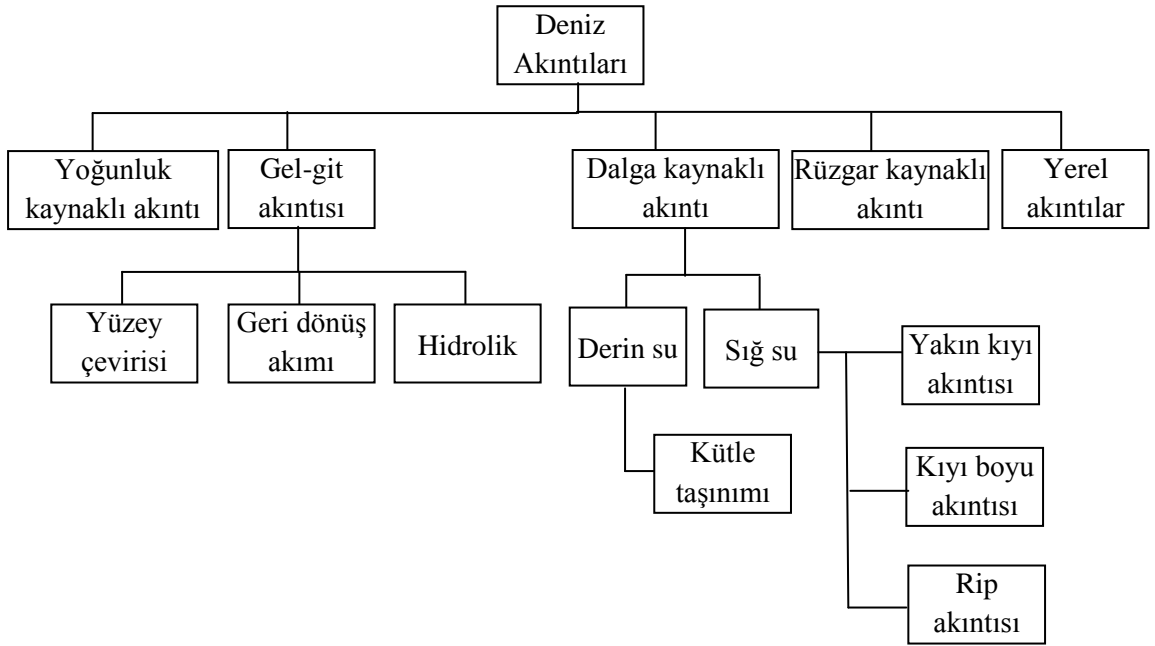 Deniz
Akıntıları
Yoğunluk
kaynaklı akıntı
Gel-git
akıntısı
Dalga kaynaklı
akıntı
Rüzgar kaynaklı
akıntı
Yerel
akıntılar
Yüzey
çevirisi
Geri dönüş
akımı
Hidrolik
Derin su
Sığ su
Yakın kıyı
akıntısı
Kütle
taşınımı
Kıyı boyu
akıntısı
Rip
akıntısı